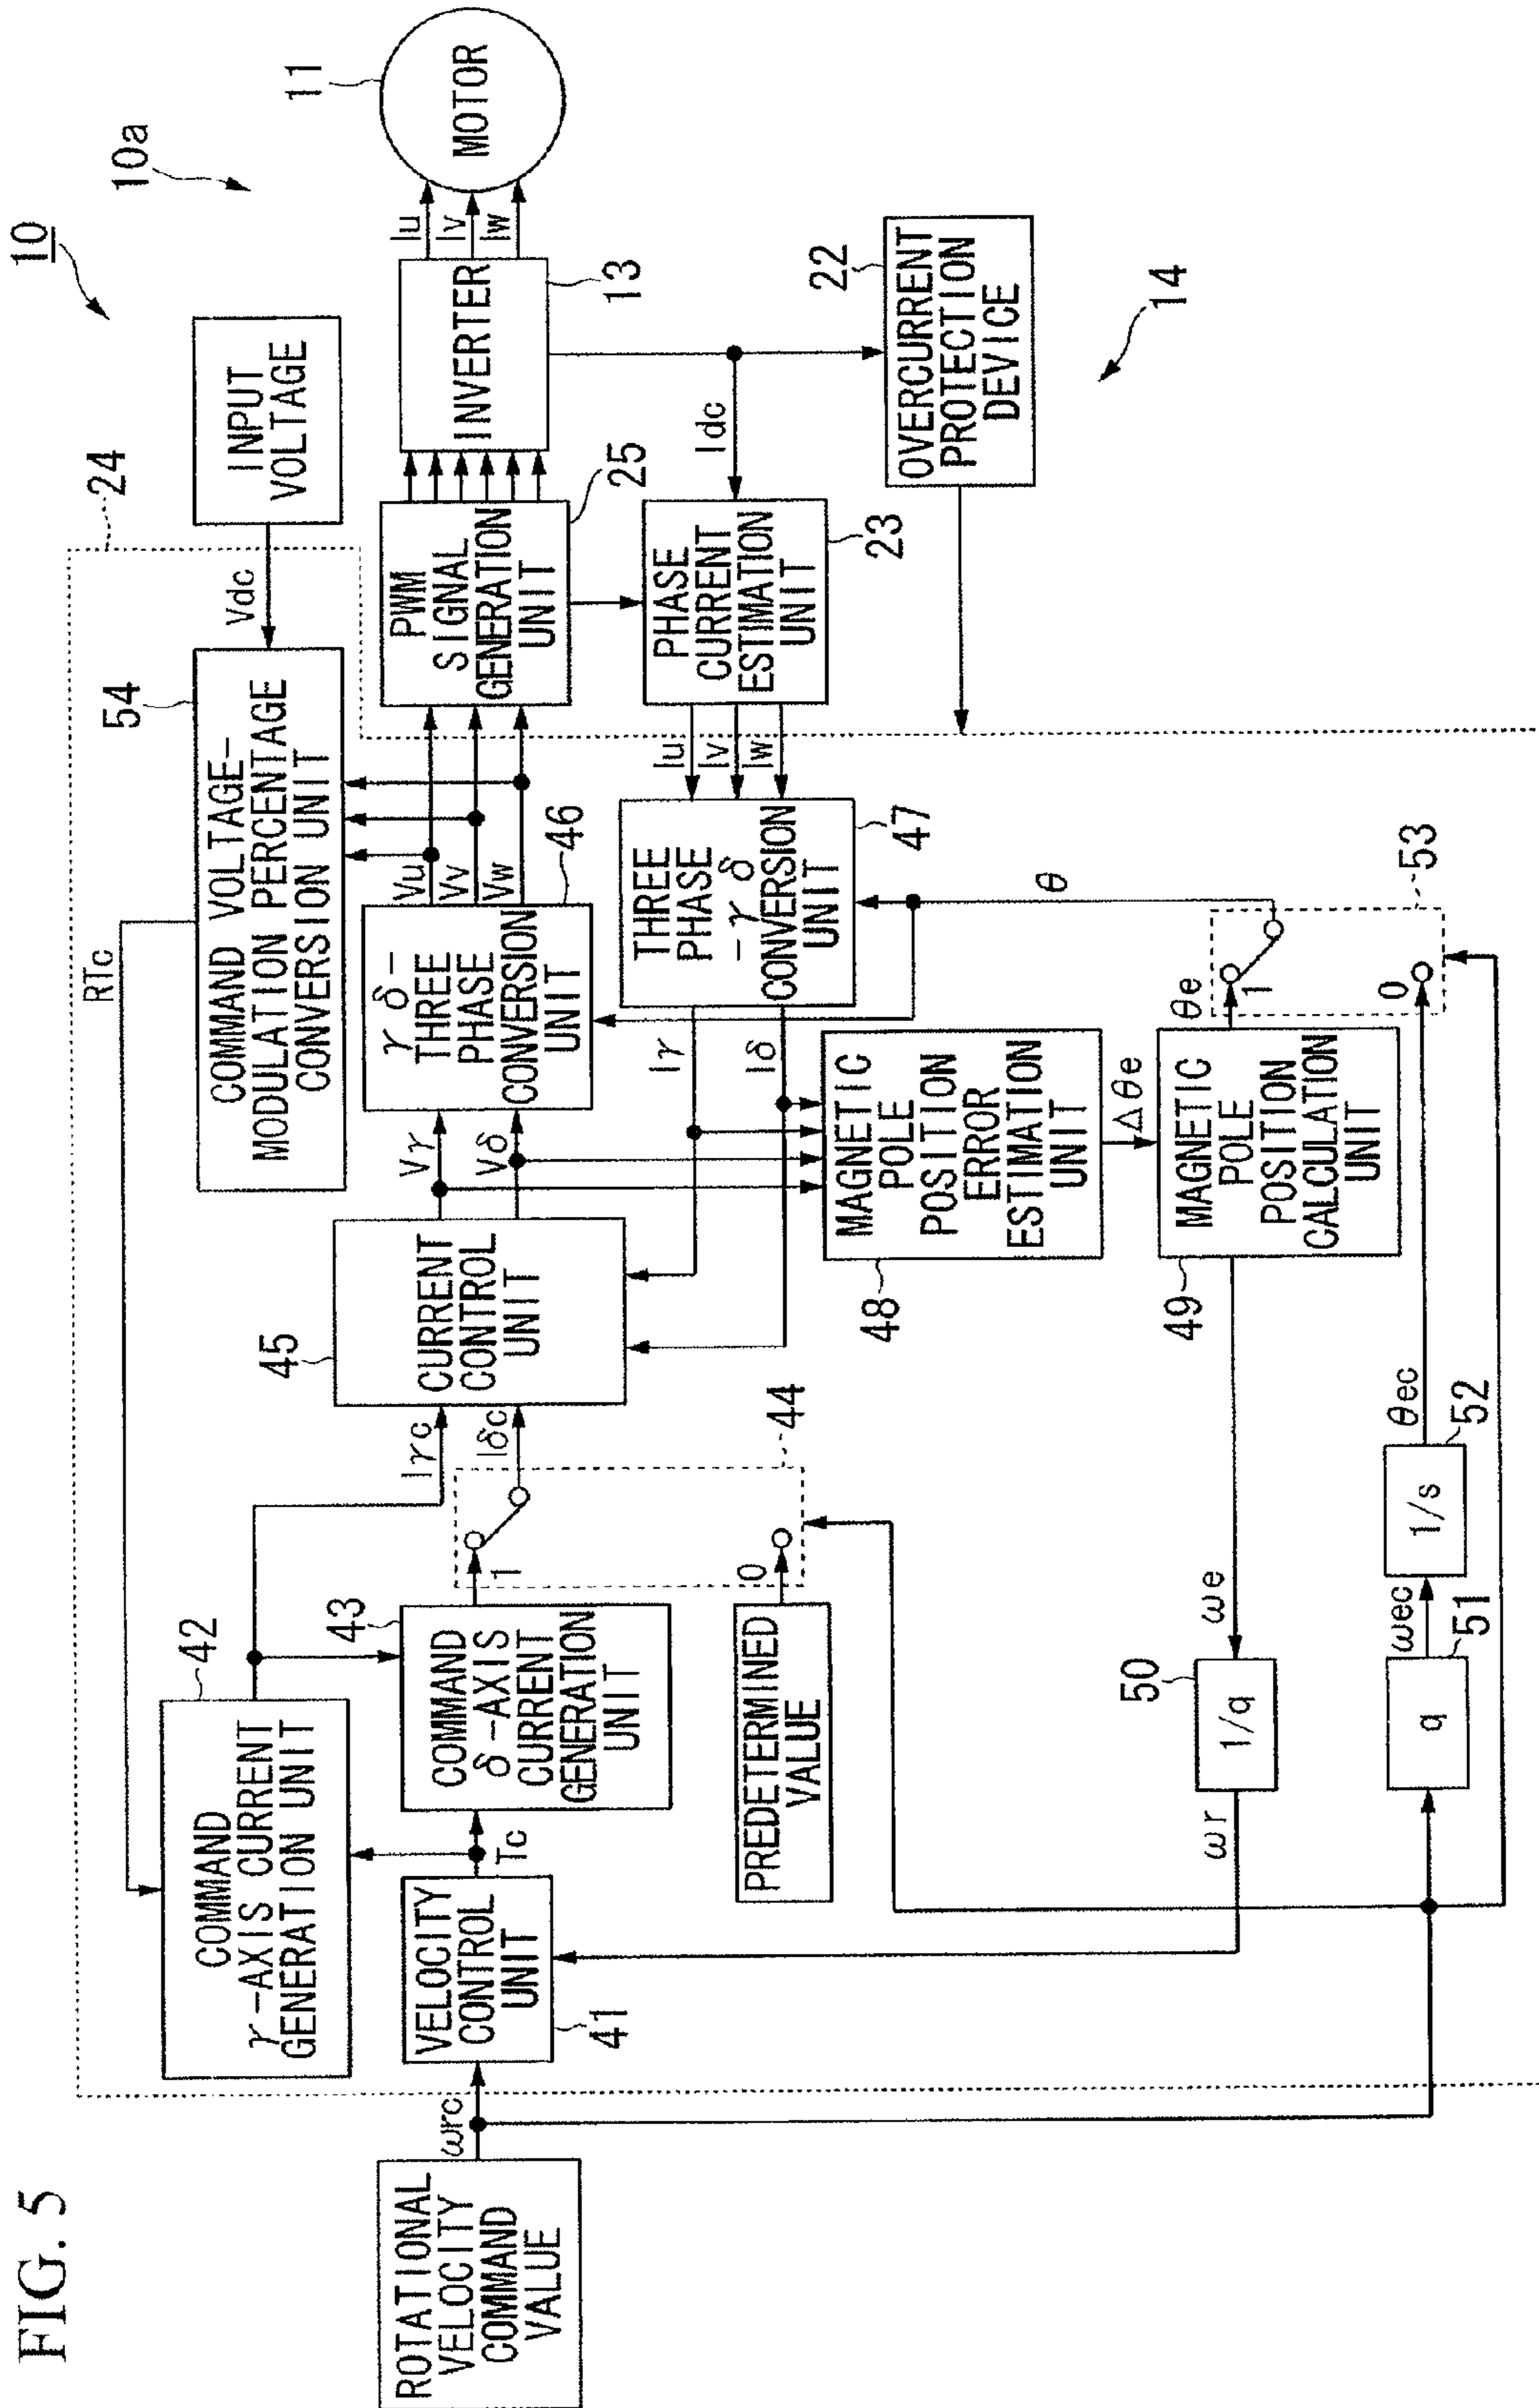 FIG. 5
10
10a
24
INPUT
VOLTAGE
Vdc
RTc
54
COMMAND VOLTAGE-
MODULATION PERCENTAGE
CONVERSION UNIT
42
COMMAND
γ-AXIS CURRENT
GENERATION UNIT
ROTATIONAL
VELOCITY
COMMAND
VALUE
ωrc
VELOCITY
CONTROL
UNIT
41
Tc
43
COMMAND
δ-AXIS
CURRENT
GENERATION
UNIT
PREDETERMINED
VALUE
1
0
44
Iγc
Iδc
45
CURRENT
CONTROL
UNIT
Vγ
Vδ
γδ-
THREE
PHASE
CONVERSION
UNIT
46
Vu
Vv
Vw
PWM
SIGNAL
GENERATION
UNIT
25
INVERTER
13
Iu
Iv
Iw
MOTOR
11
Idc
22
OVERCURRENT
PROTECTION
DEVICE
14
PHASE
CURRENT
ESTIMATION
UNIT
23
Iu
Iv
Iw
THREE
PHASE
-γδ
CONVERSION
UNIT
47
Iγ
Iδ
MAGNETIC
POLE
POSITION
ERROR
ESTIMATION
UNIT
48
Δθe
MAGNETIC
POLE
POSITION
CALCULATION
UNIT
49
θe
θ
1
0
53
ωe
50
1/q
ωr
q
51
ωec
1/s
52
θec